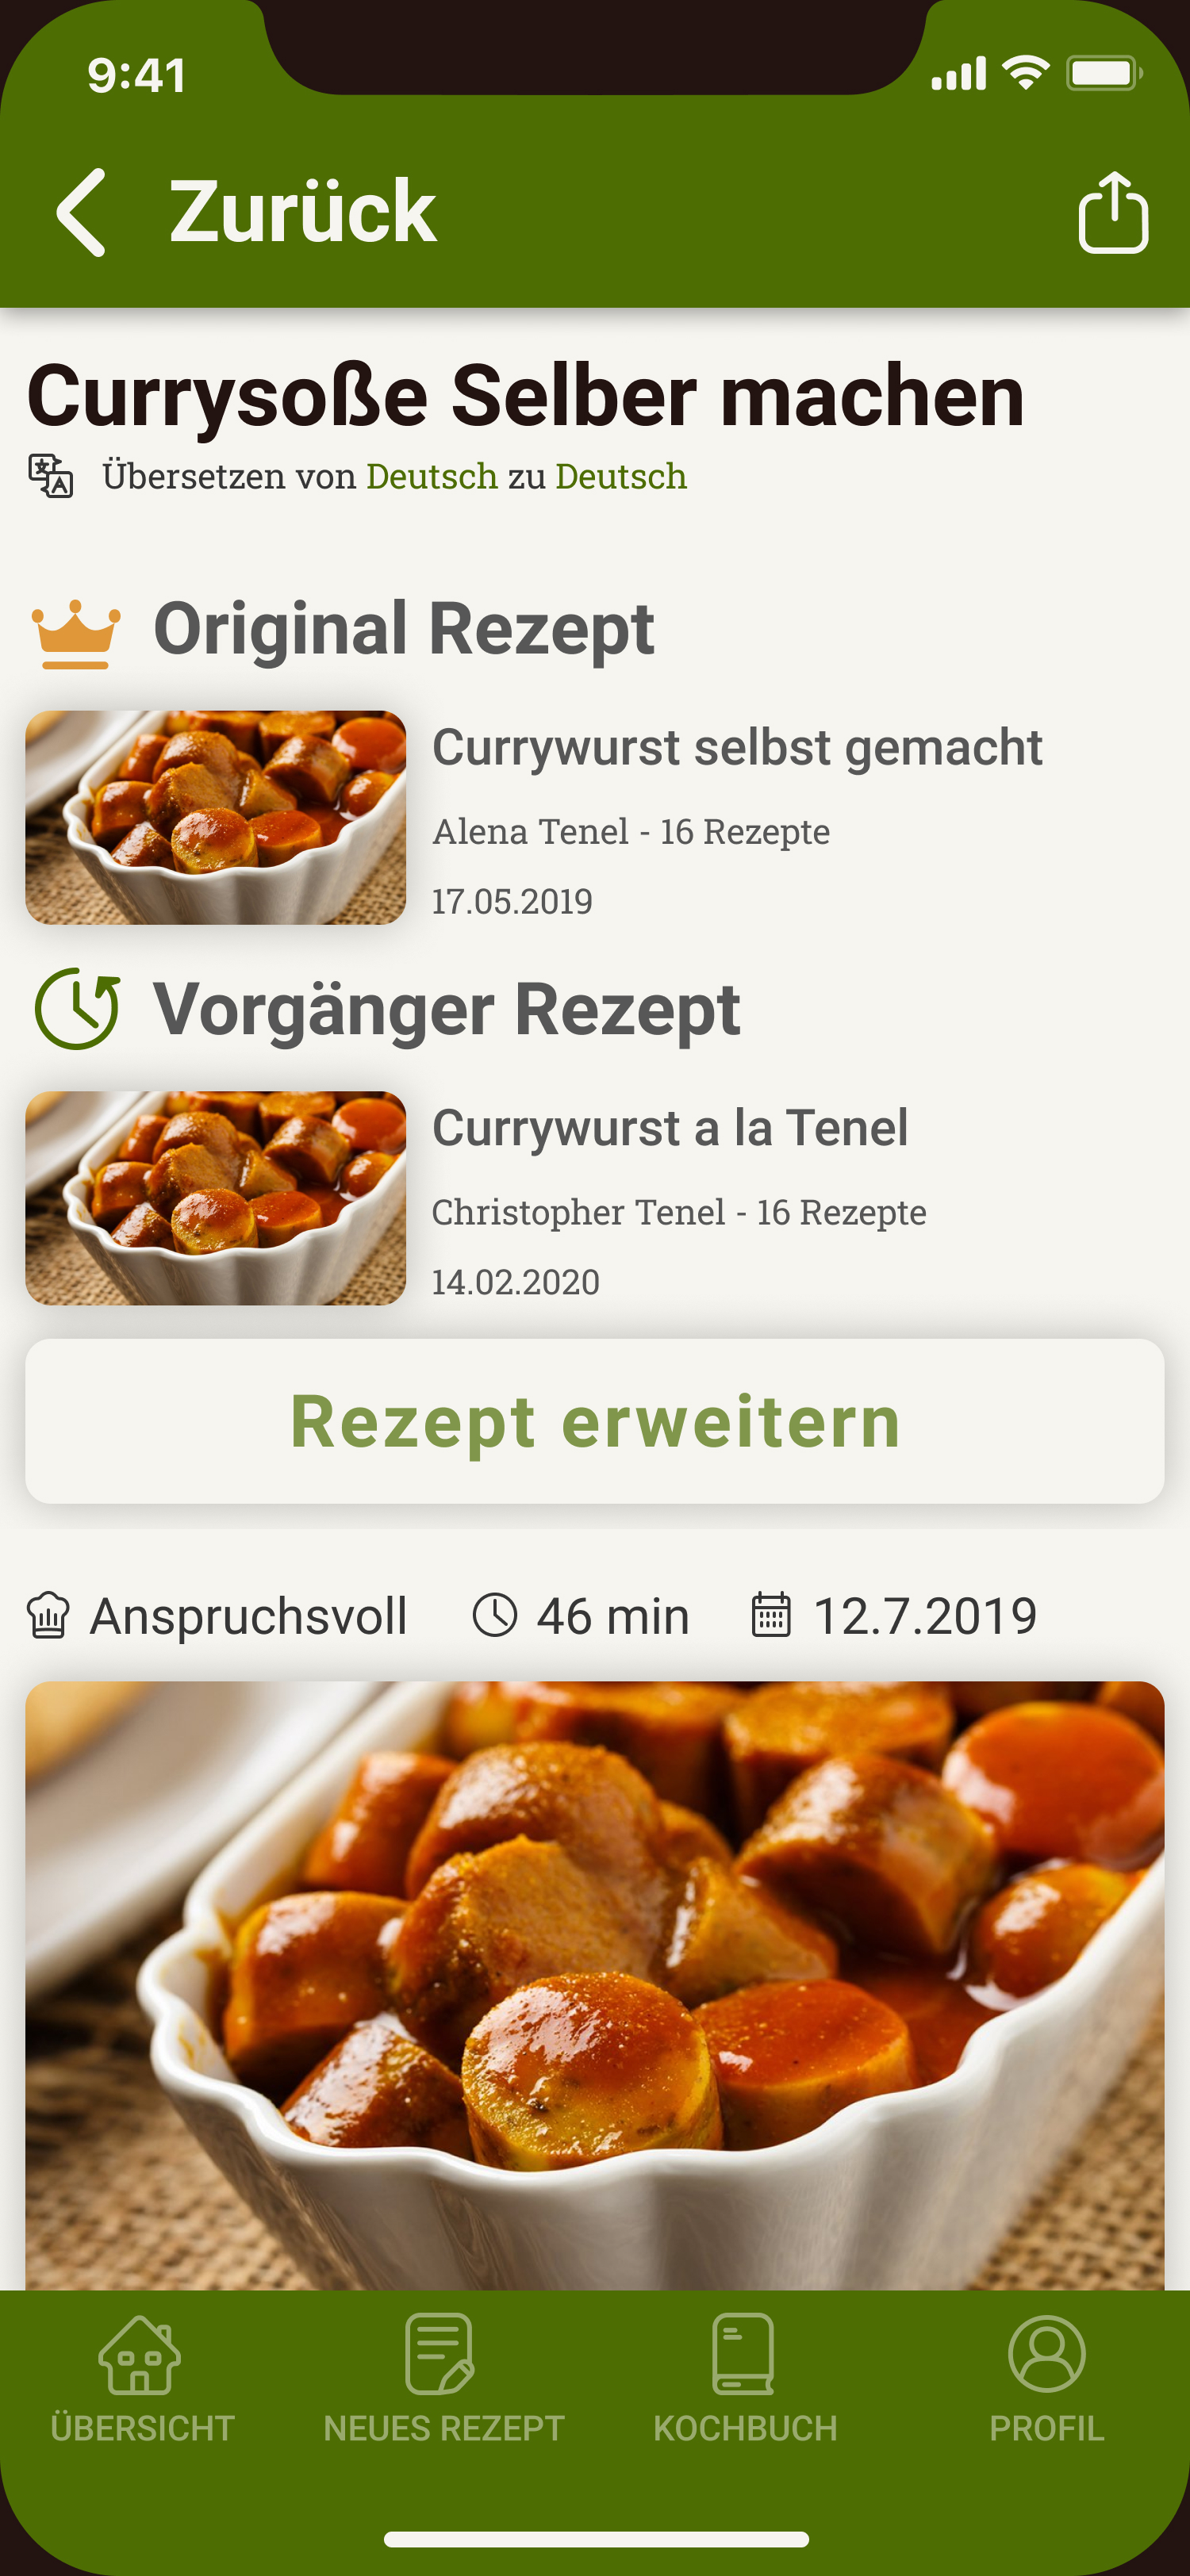 9:41
Zurück
Currysoße Selber machen
Übersetzen von Deutsch zu Deutsch
Original Rezept
Currywurst selbst gemacht
Alena Tenel - 16 Rezepte
17.05.2019
Vorgänger Rezept
Currywurst a la Tenel
Christopher Tenel - 16 Rezepte
14.02.2020
Rezept erweitern
Anspruchsvoll 46 min 12.7.2019
ÜBERSICHT NEUES REZEPT KOCHBUCH PROFIL